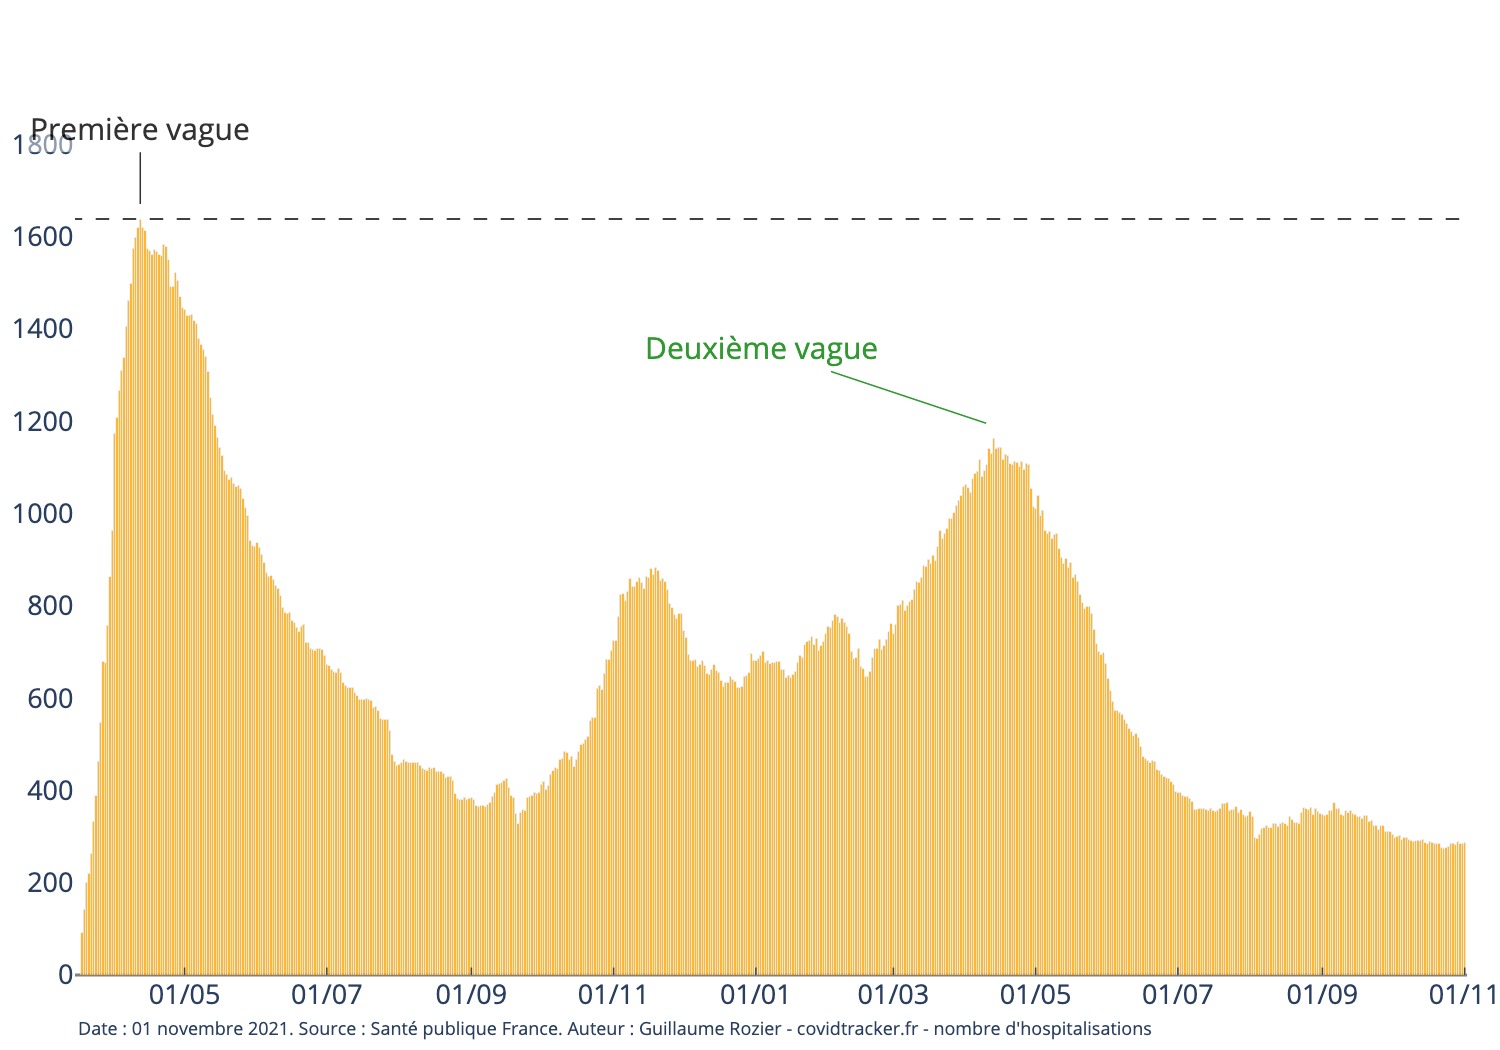 Première vague
1800
1600
1400
Deuxième vague
1200
1000
800
600
400
200
0
01/05 01/07 01/09 01/11 01/01 01/03 01/05 01/07 01/09 01/11
Date : 01 novembre 2021. Source : Santé publique France. Auteur : Guillaume Rozier - covidtracker.fr - nombre d'hospitalisations